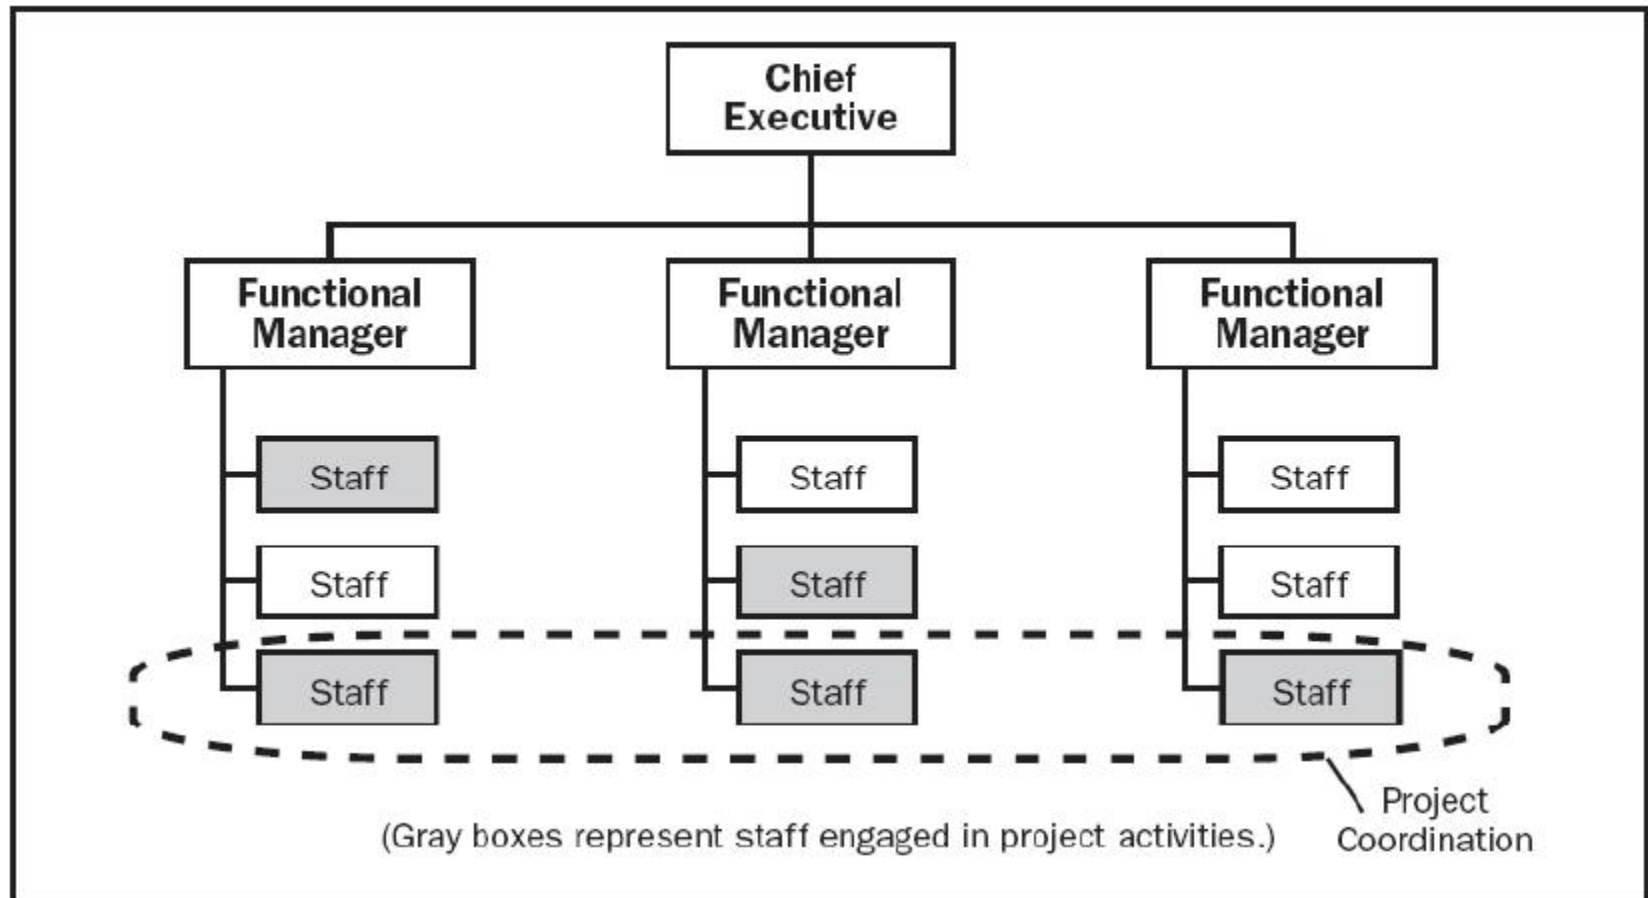 Chief
Executive
Functional
Manager
Functional
Manager
Functional
Manager
Staff
Staff
Staff
Staff
Staff
Staff
Staff
Staff
Staff
Project
Coordination
(Gray boxes represent staff engaged in project activities.)